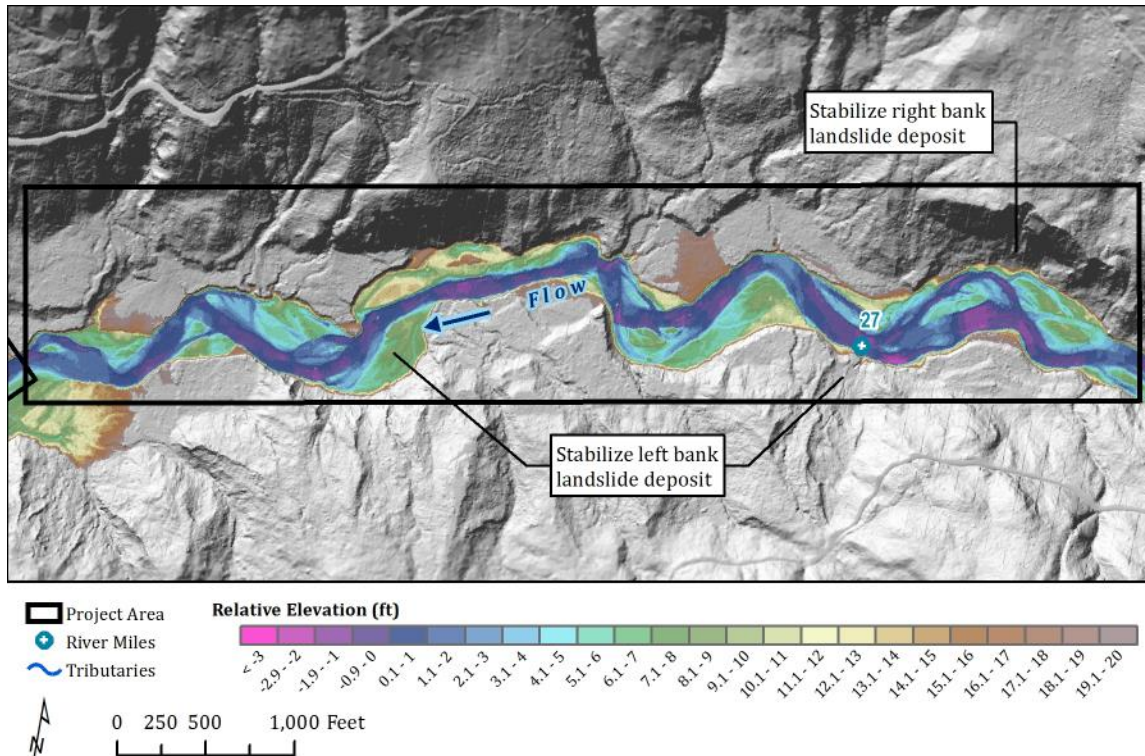 Stabilize right bank
landslide deposit
Flow
27
Stabilize left bank
landslide deposit
Project Area
River Miles
Tributaries
Relative Elevation (ft)
< -3
-2.9 - -2
-1.9 - -1
-0.9 - 0
0.1 - 1
1.1 - 2
2.1 - 3
3.1 - 4
4.1 - 5
5.1 - 6
6.1 - 7
7.1 - 8
8.1 - 9
9.1 - 10
10.1 - 11
11.1 - 12
12.1 - 13
13.1 - 14
14.1 - 15
15.1 - 16
16.1 - 17
17.1 - 18
18.1 - 19
19.1 - 20
N
0 250 500 1,000 Feet